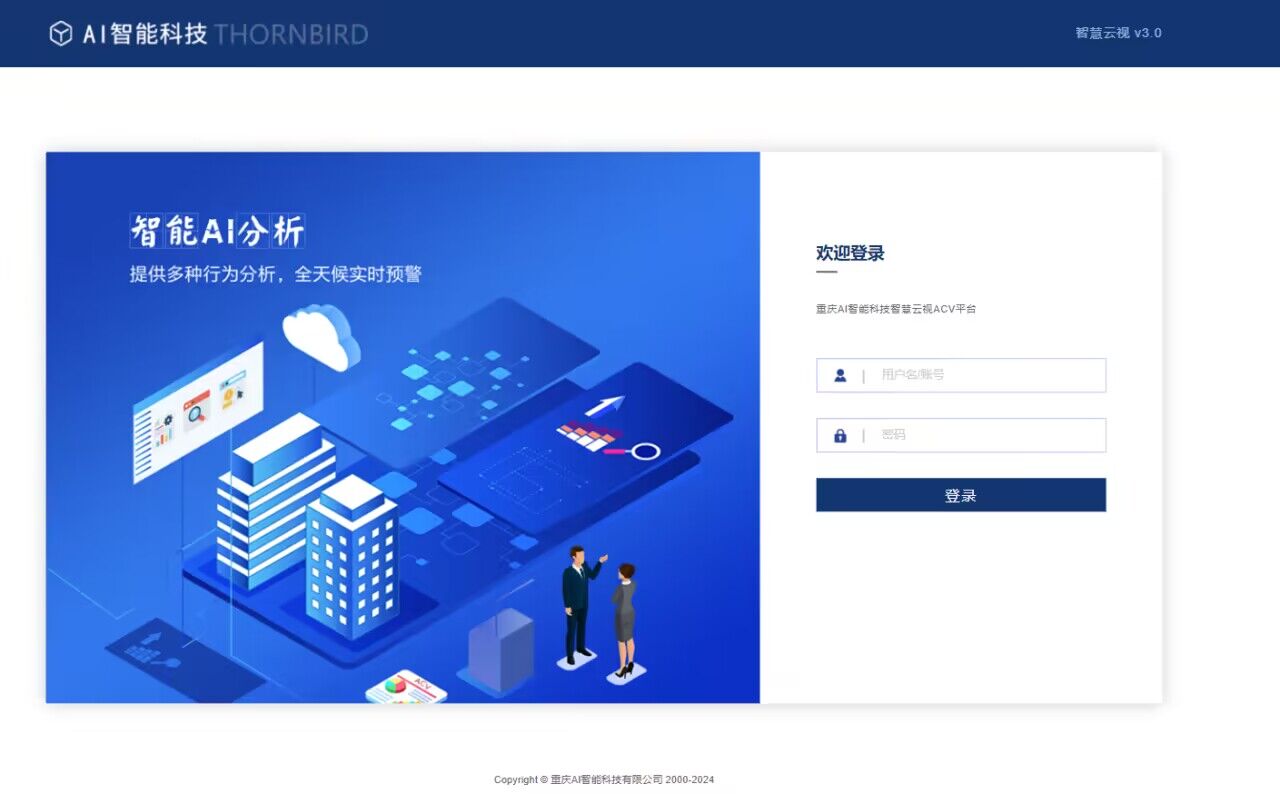 AI智能科技 THORNBIRD
智慧云视 v3.0
智能AI分析
提供多种行为分析，全天候实时预警
ACV
欢迎登录
重庆AI智能科技智慧云视ACV平台
用户名/账号
密码
登录
Copyright © 重庆AI智能科技有限公司 2000-2024